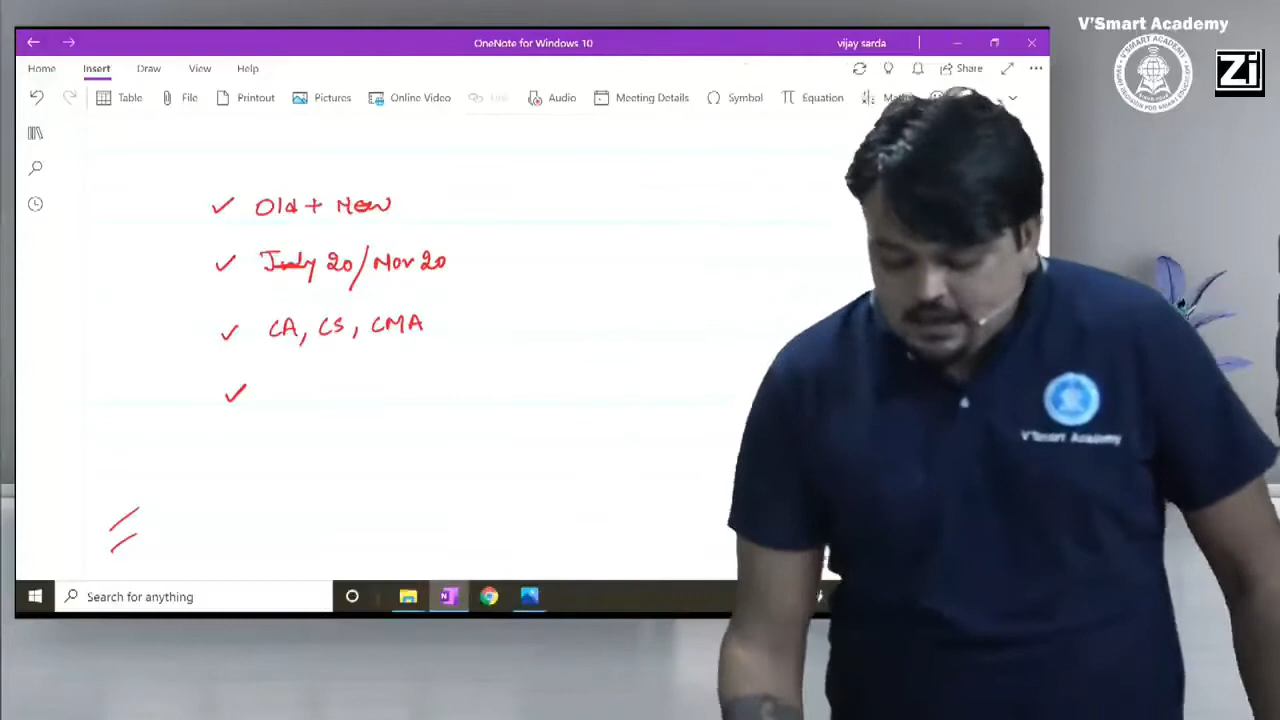 V'Smart Academy
OneNote for Windows 10
vijay sarda
Home Insert Draw View Help
Share
Table File Printout Pictures Online Video Link Audio Meeting Details Symbol Equation
Zi
✓ Old + New
✓ July 20/Nov 20
✓ CA, CS, CMA
✓
V'Smart Academy
Search for anything